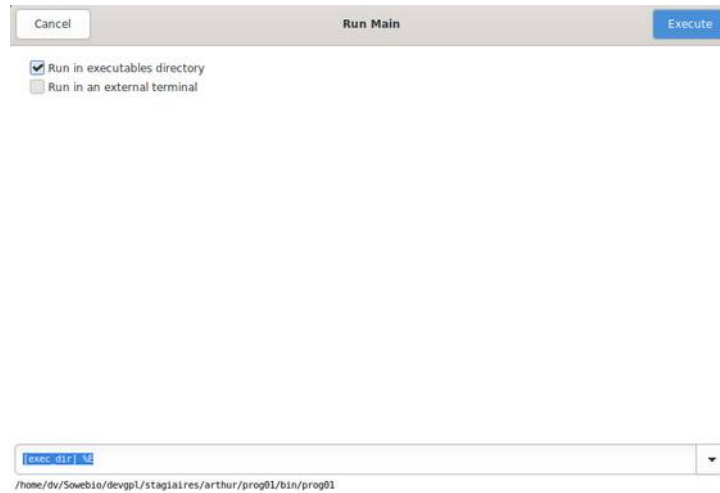 Cancel Run Main Execute
Run in executables directory
Run in an external terminal
[exec_dir] %E
/home/dv/Sowebio/devgpl/stagiaires/arthur/prog01/bin/prog01